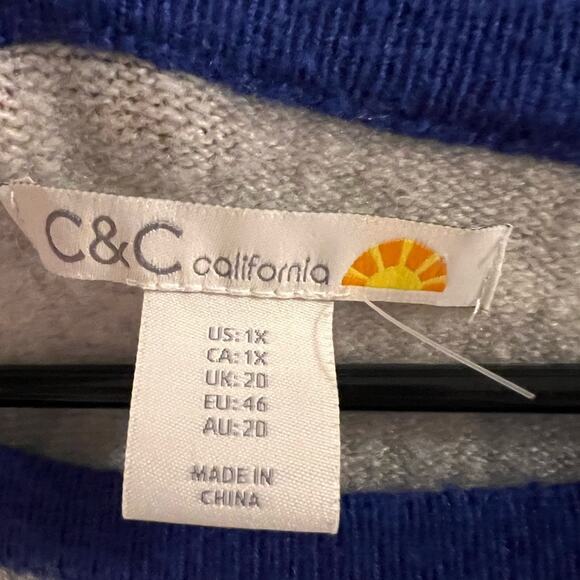 C&C california
US: 1X
CA: 1X
UK: 20
EU: 46
AU: 20
MADE IN
CHINA